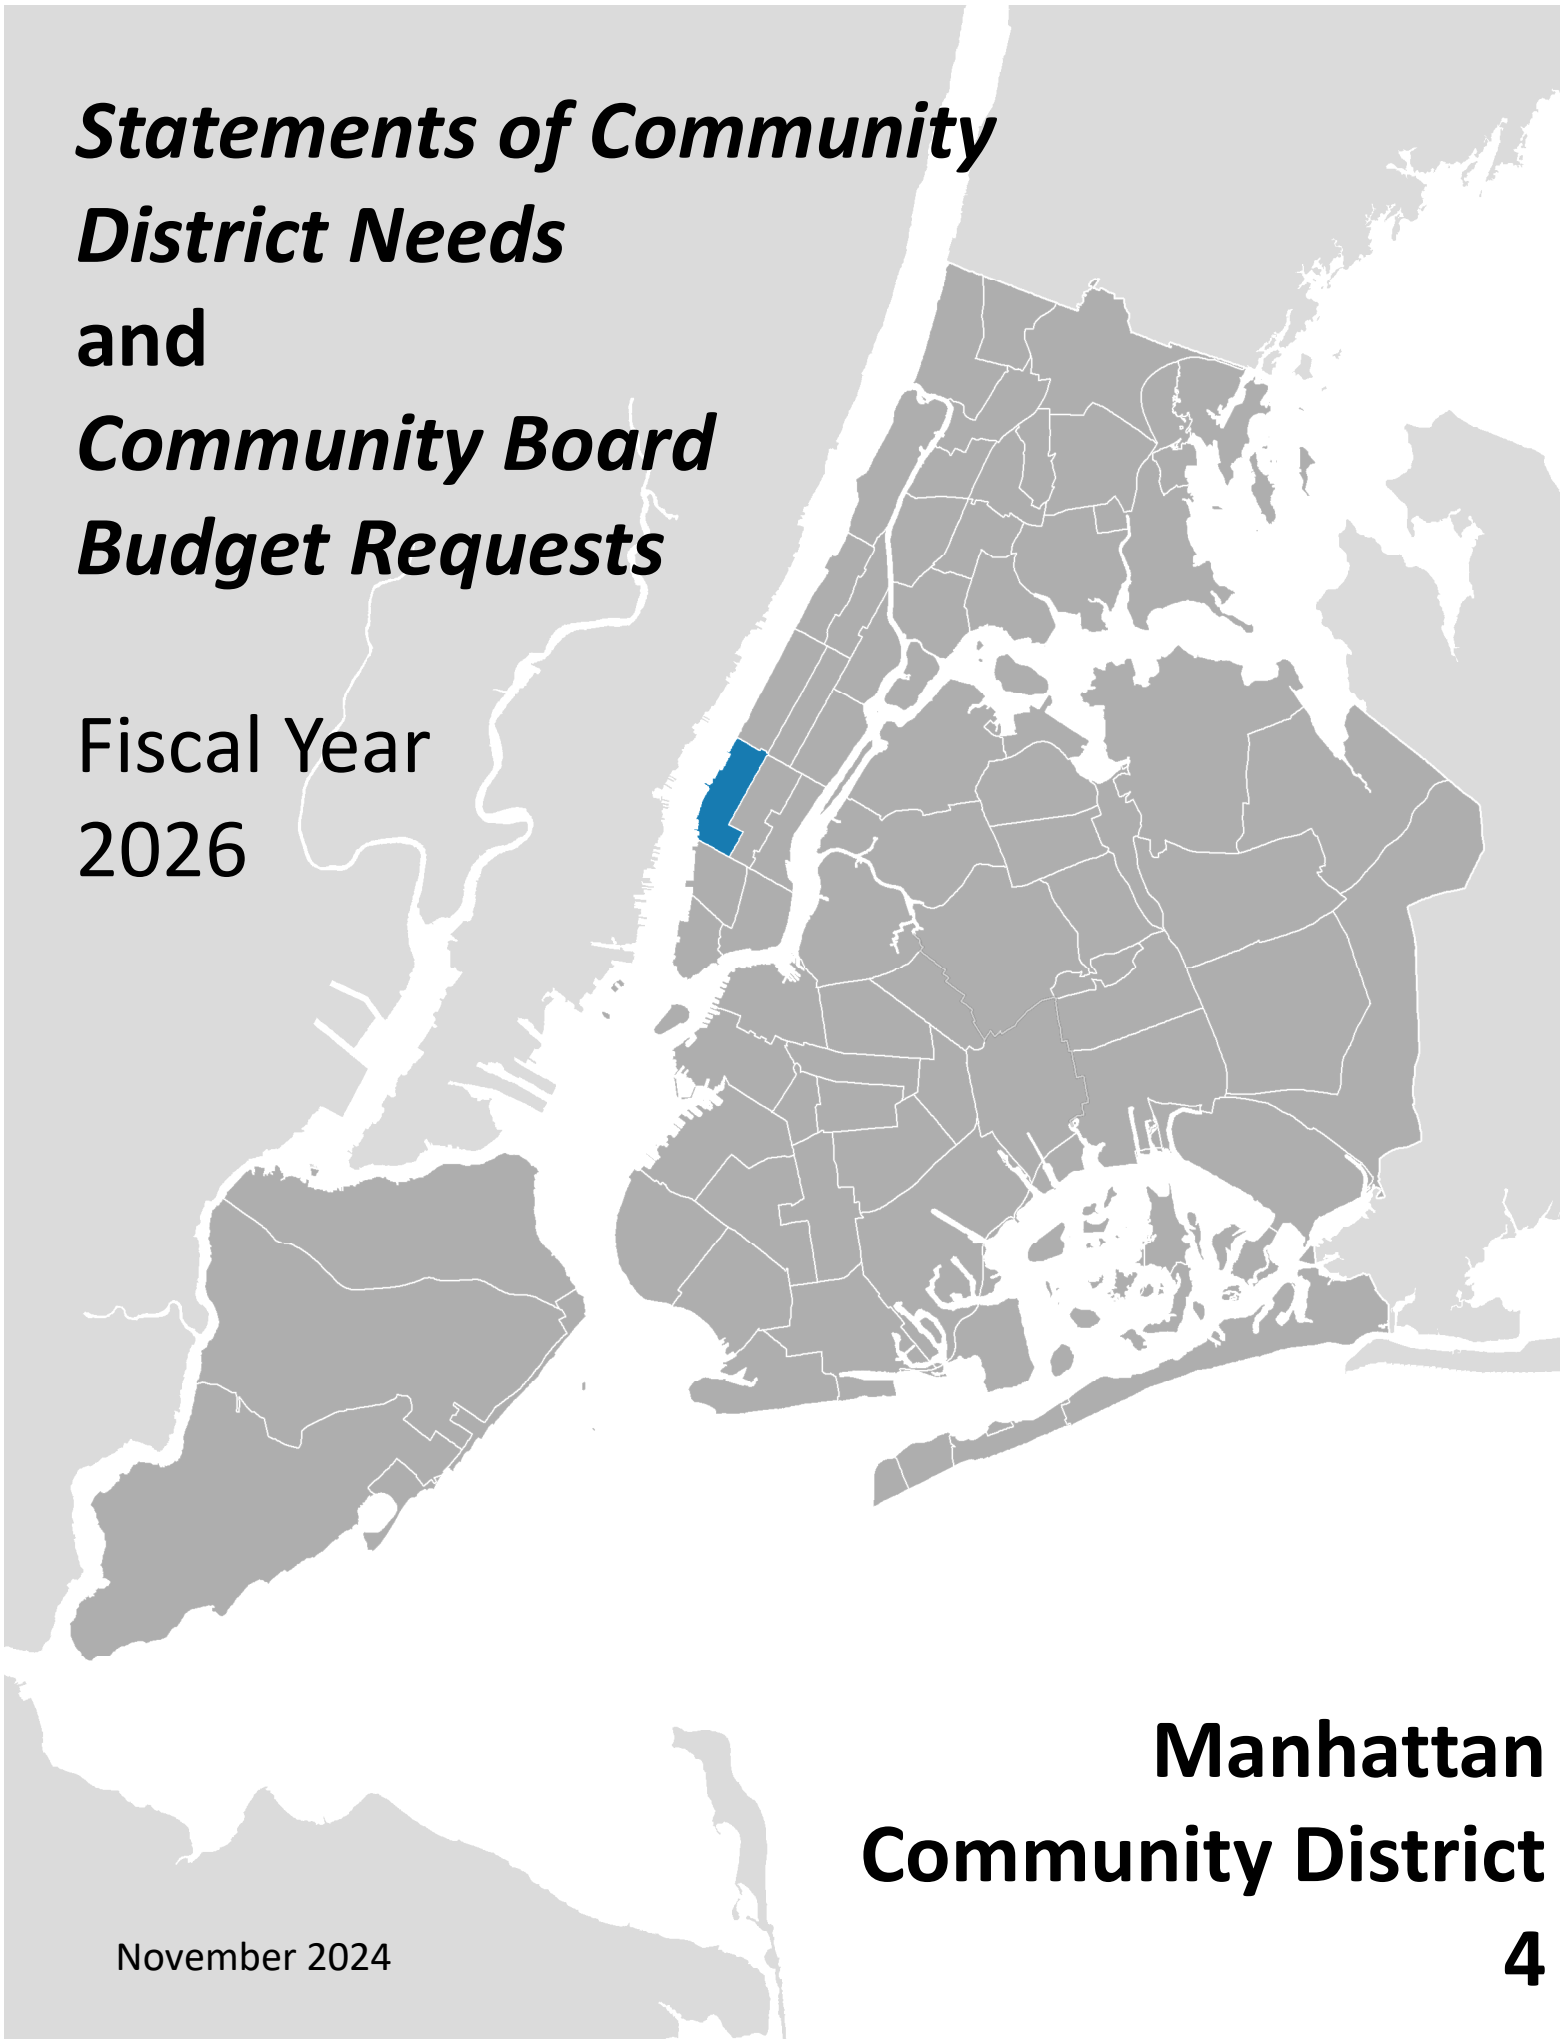 Statements of Community
District Needs
and
Community Board
Budget Requests
Fiscal Year
2026
Manhattan
Community District
4
November 2024